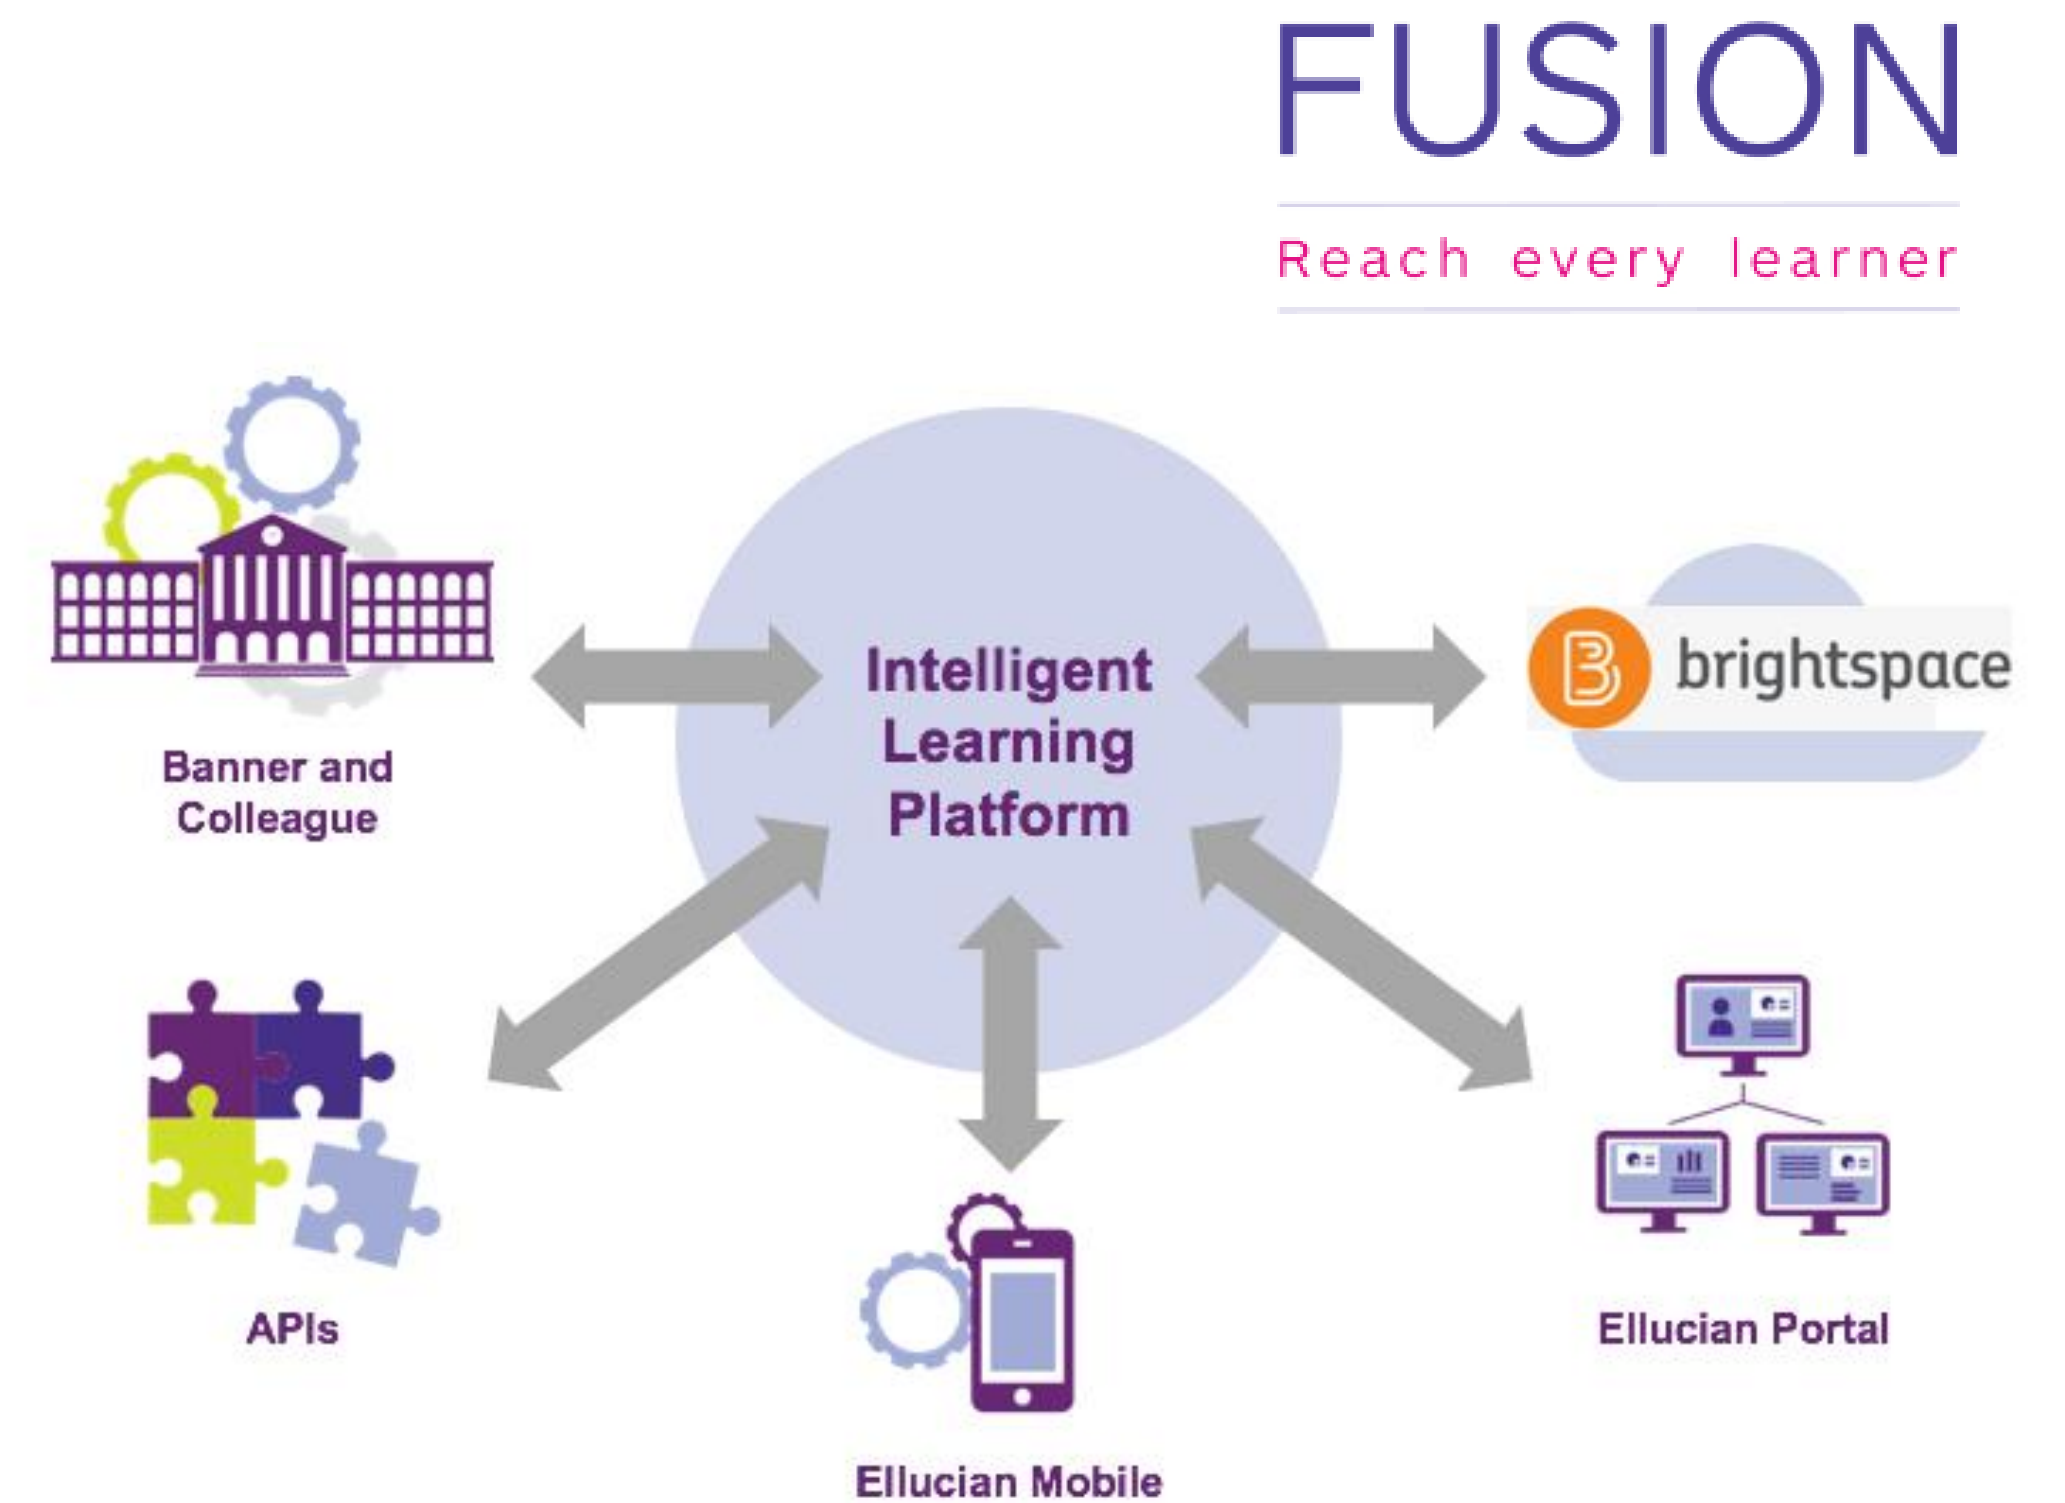 FUSION
Reach every learner
Intelligent
Learning
Platform
Banner and
Colleague
brightspace
APIs
Ellucian Mobile
Ellucian Portal